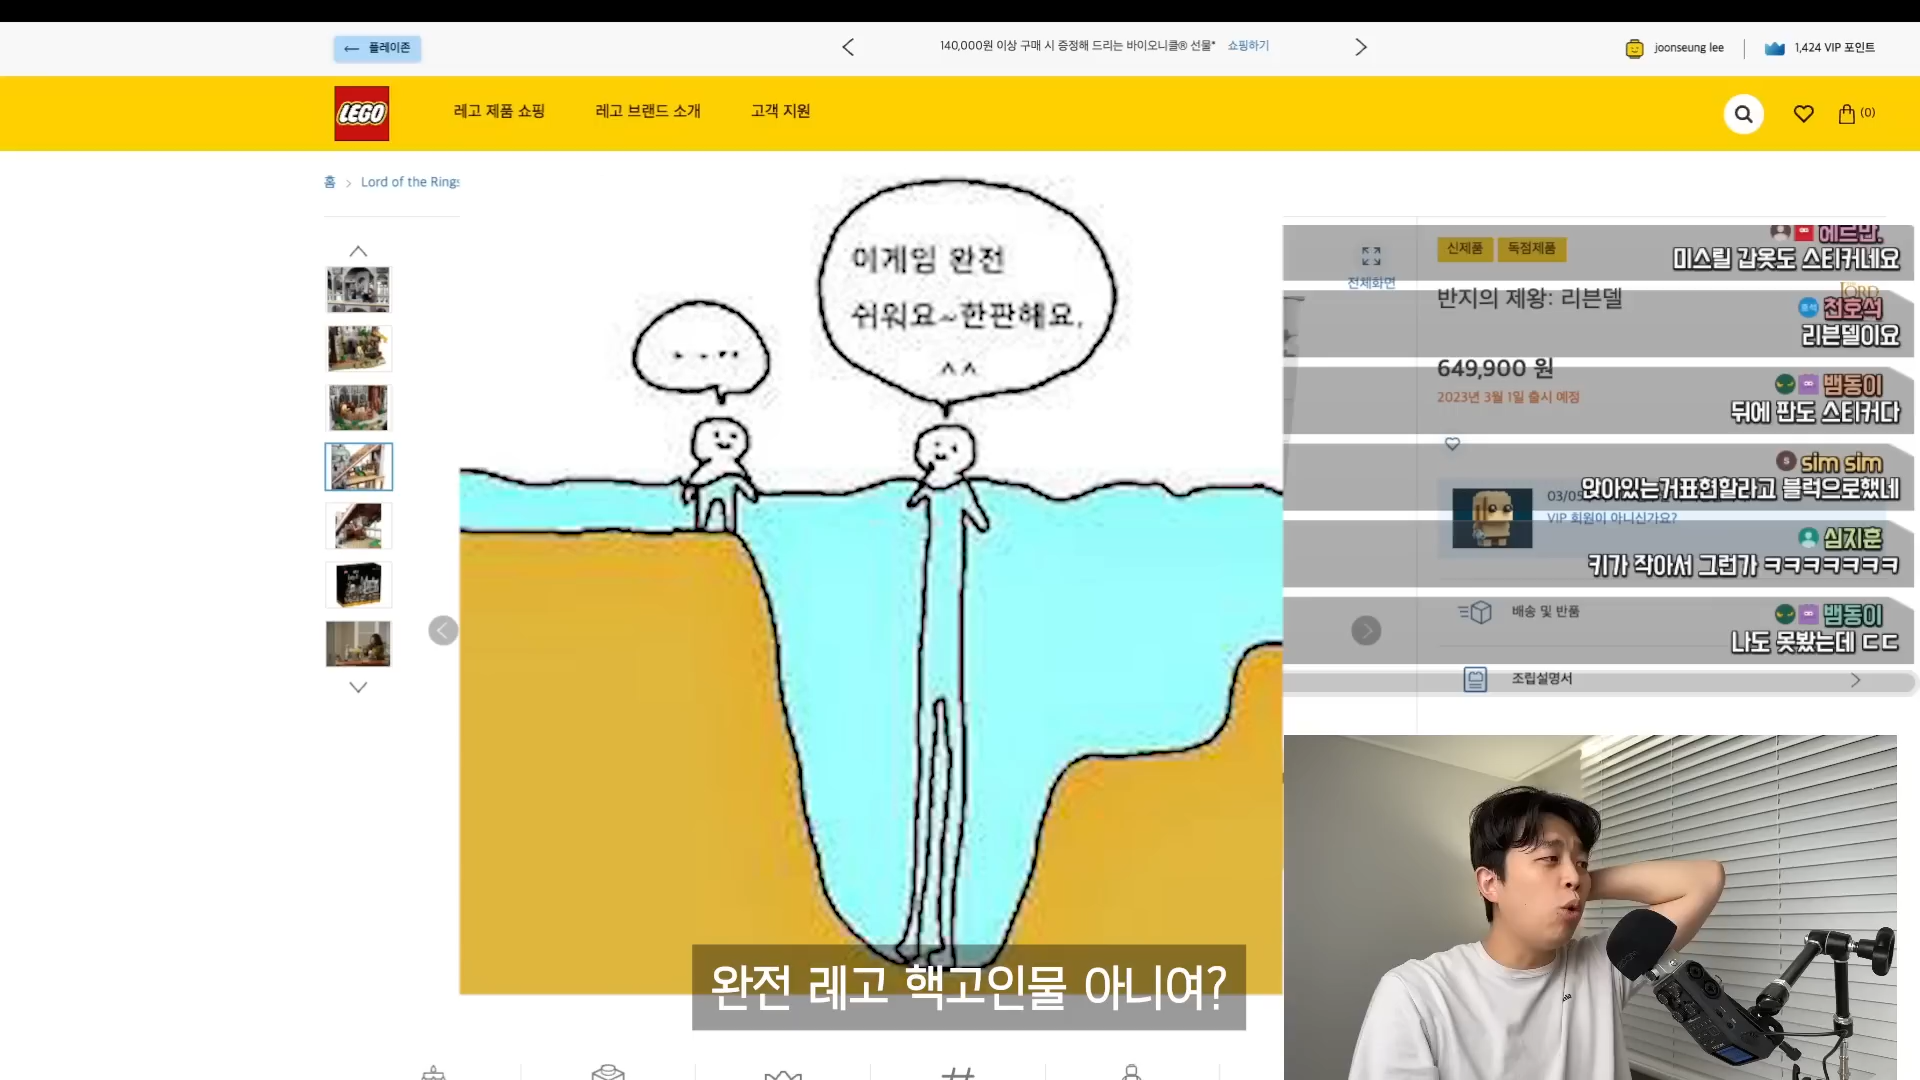 플레이존
140,000원 이상 구매 시 증정해 드리는 바이오니클® 선물* 쇼핑하기
joonseung lee
1,424 VIP 포인트
LEGO
레고 제품 쇼핑
레고 브랜드 소개
고객 지원
(0)
홈
Lord of the Rings
이게임 완전
쉬워요~한판해요.
^^
.....
전체화면
신제품
독점제품
반지의 제왕: 리븐델
LORD
649,900 원
2023년 3월 1일 출시 예정
03/05
VIP 회원이 아니신가요?
배송 및 반품
조립설명서
미스릴 갑옷도 스티커네요
천호석
리븐델이요
뱀동이
뒤에 판도 스티커다
sim sim
앉아있는거표현할라고 블럭으로했네
심지훈
키가 작아서 그런가 ㅋㅋㅋㅋㅋㅋㅋ
뱀동이
나도 못봤는데 ㄷㄷ
완전 레고 핵고인물 아니여?